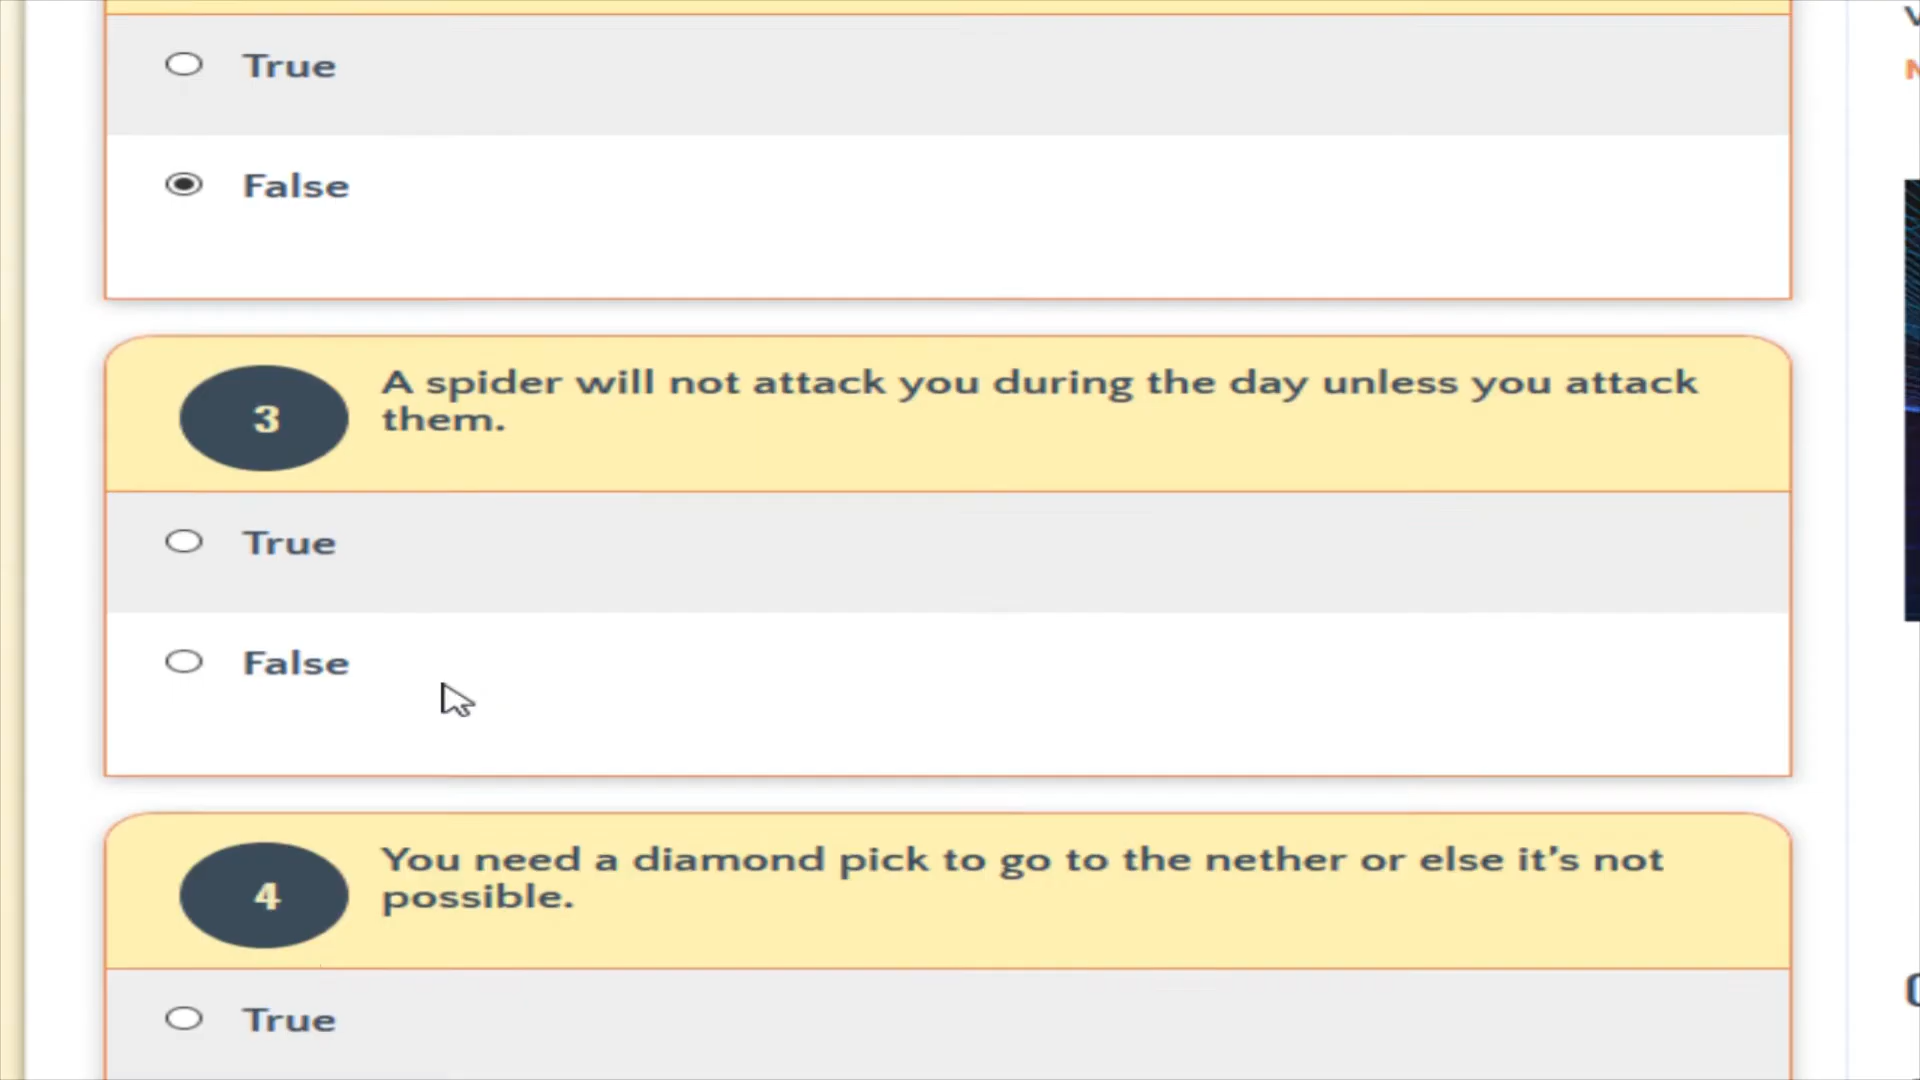 True
False
3
A spider will not attack you during the day unless you attack
them.
True
False
4
You need a diamond pick to go to the nether or else it's not
possible.
True